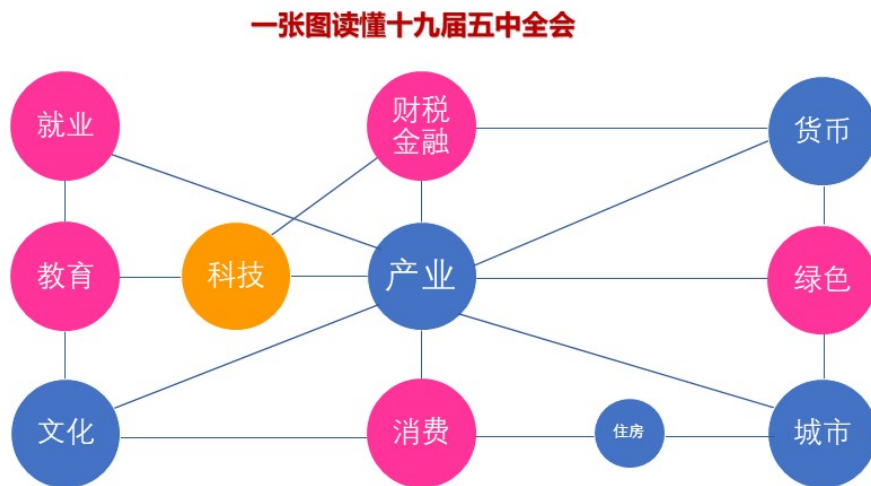 一张图读懂十九届五中全会
就业
财税
金融
货币
教育
科技
产业
绿色
文化
消费
住房
城市